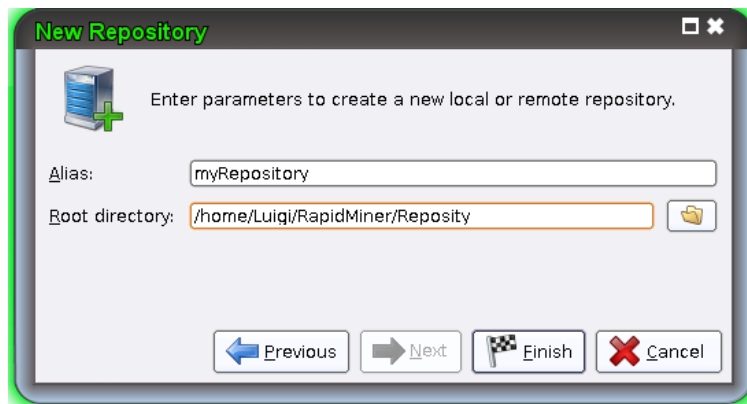 New Repository
Enter parameters to create a new local or remote repository.
Alias: myRepository
Root directory: /home/Luigi/RapidMiner/Reposity
Previous Next Finish Cancel